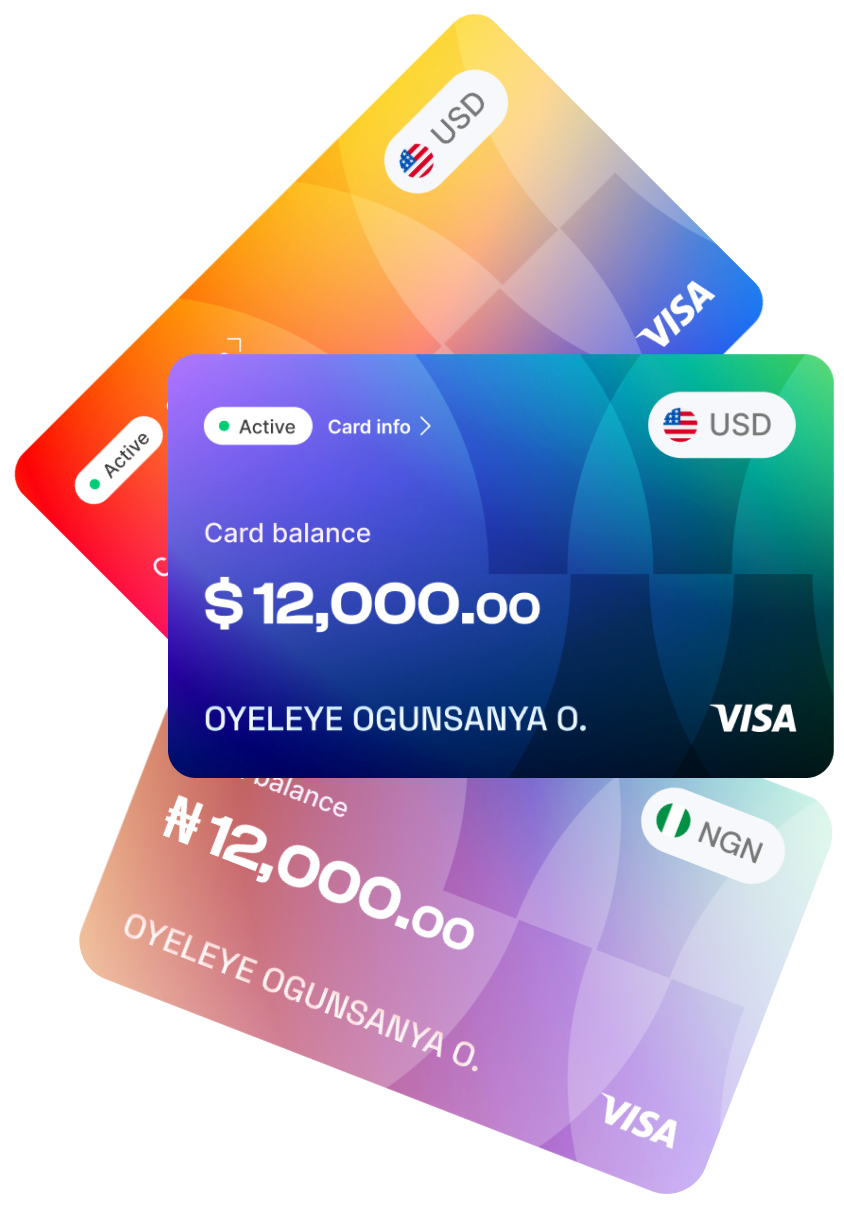 USD
VISA
Active
Active Card info
USD
Card balance
$ 12,000.00
OYELEYE OGUNSANYA O.
VISA
balance
₦ 12,000.00
NGN
OYELEYE OGUNSANYA O.
VISA